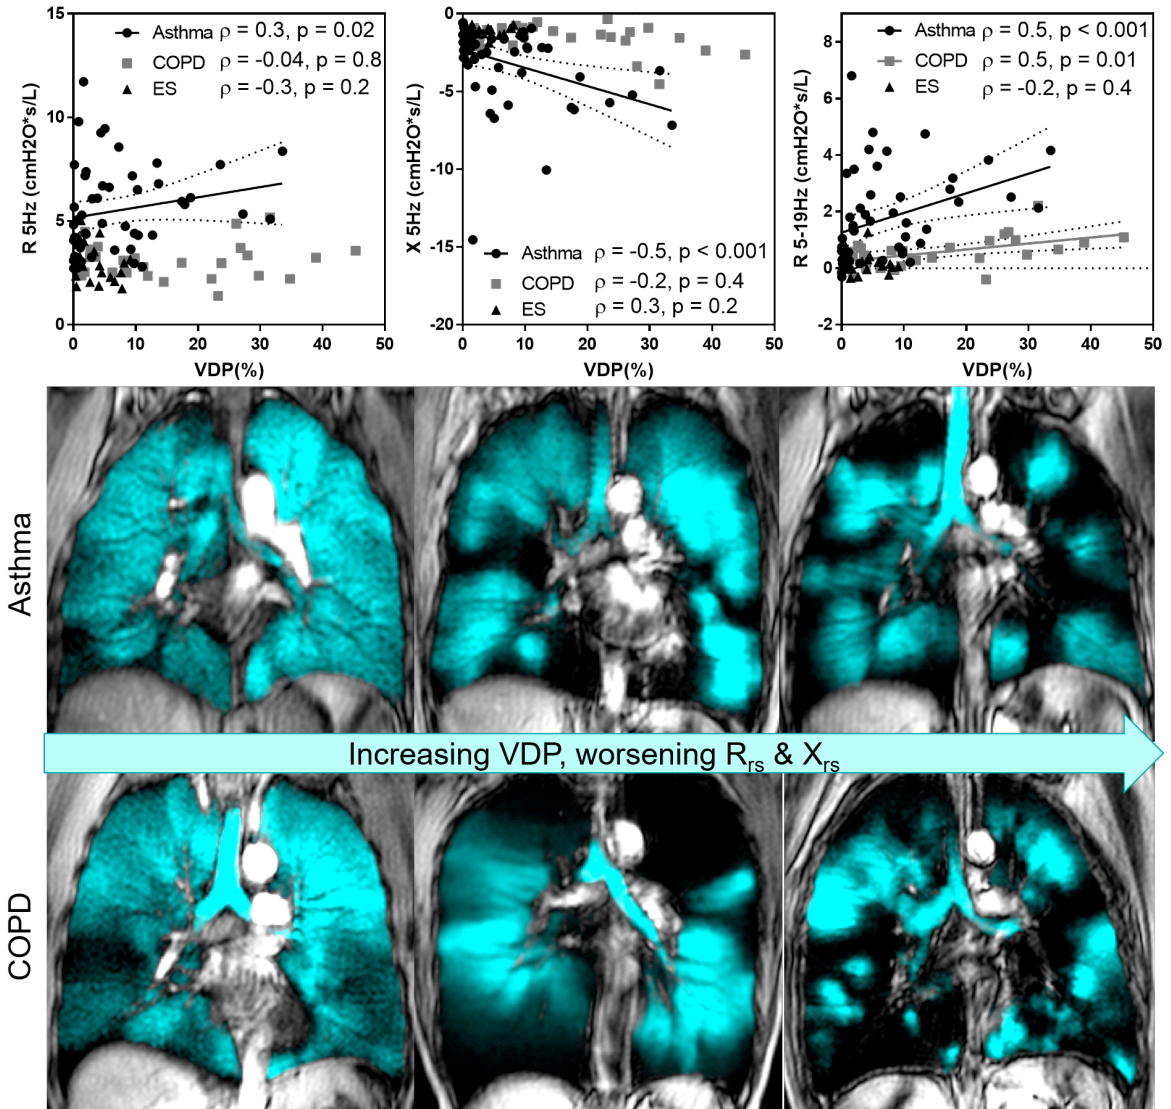 R 5Hz (cmH2O*s/L)
15
10
5
0
Asthma ρ = 0.3, p = 0.02
COPD ρ = -0.04, p = 0.8
ES ρ = -0.3, p = 0.2
0 10 20 30 40 50
VDP(%)
X 5Hz (cmH2O*s/L)
0
-5
-10
-15
-20
Asthma ρ = -0.5, p < 0.001
COPD ρ = -0.2, p = 0.4
ES ρ = 0.3, p = 0.2
0 10 20 30 40 50
VDP(%)
R 5-19Hz (cmH2O*s/L)
8
6
4
2
0
-2
Asthma ρ = 0.5, p < 0.001
COPD ρ = 0.5, p = 0.01
ES ρ = -0.2, p = 0.4
0 10 20 30 40 50
VDP(%)
Asthma
Increasing VDP, worsening Rrs & Xrs
COPD